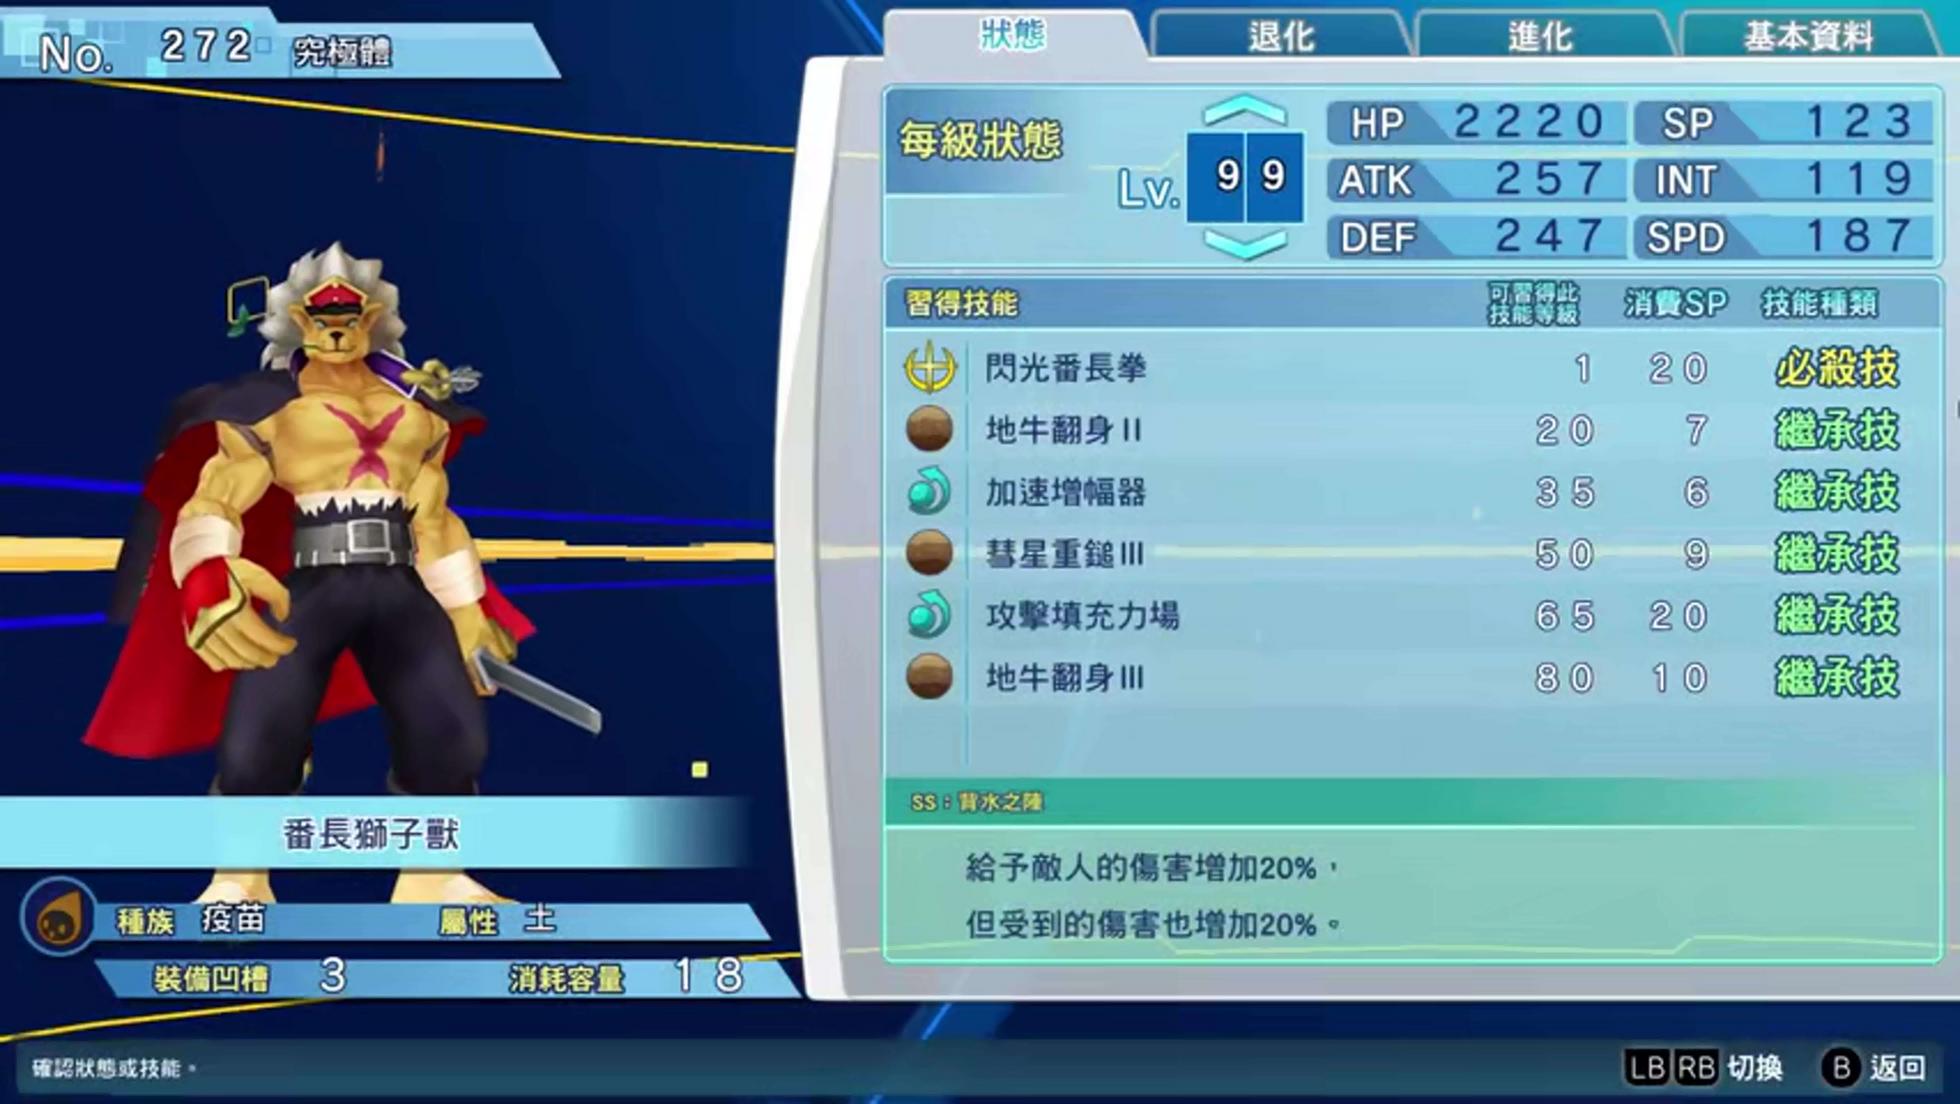 No. 272 究極體
狀態 退化 進化 基本資料
每級狀態
Lv. 99
HP 2220 SP 123
ATK 257 INT 119
DEF 247 SPD 187
習得技能 可習得此技能等級 消費SP 技能種類
閃光番長拳 1 20 必殺技
地牛翻身II 20 7 繼承技
加速增幅器 35 6 繼承技
彗星重鎚III 50 9 繼承技
攻擊填充力場 65 20 繼承技
地牛翻身III 80 10 繼承技
SS：背水之陣
給予敵人的傷害增加20%，
但受到的傷害也增加20%。
番長獅子獸
種族 疫苗 屬性 土
裝備凹槽 3 消耗容量 18
確認狀態或技能。
LB RB 切換 B 返回